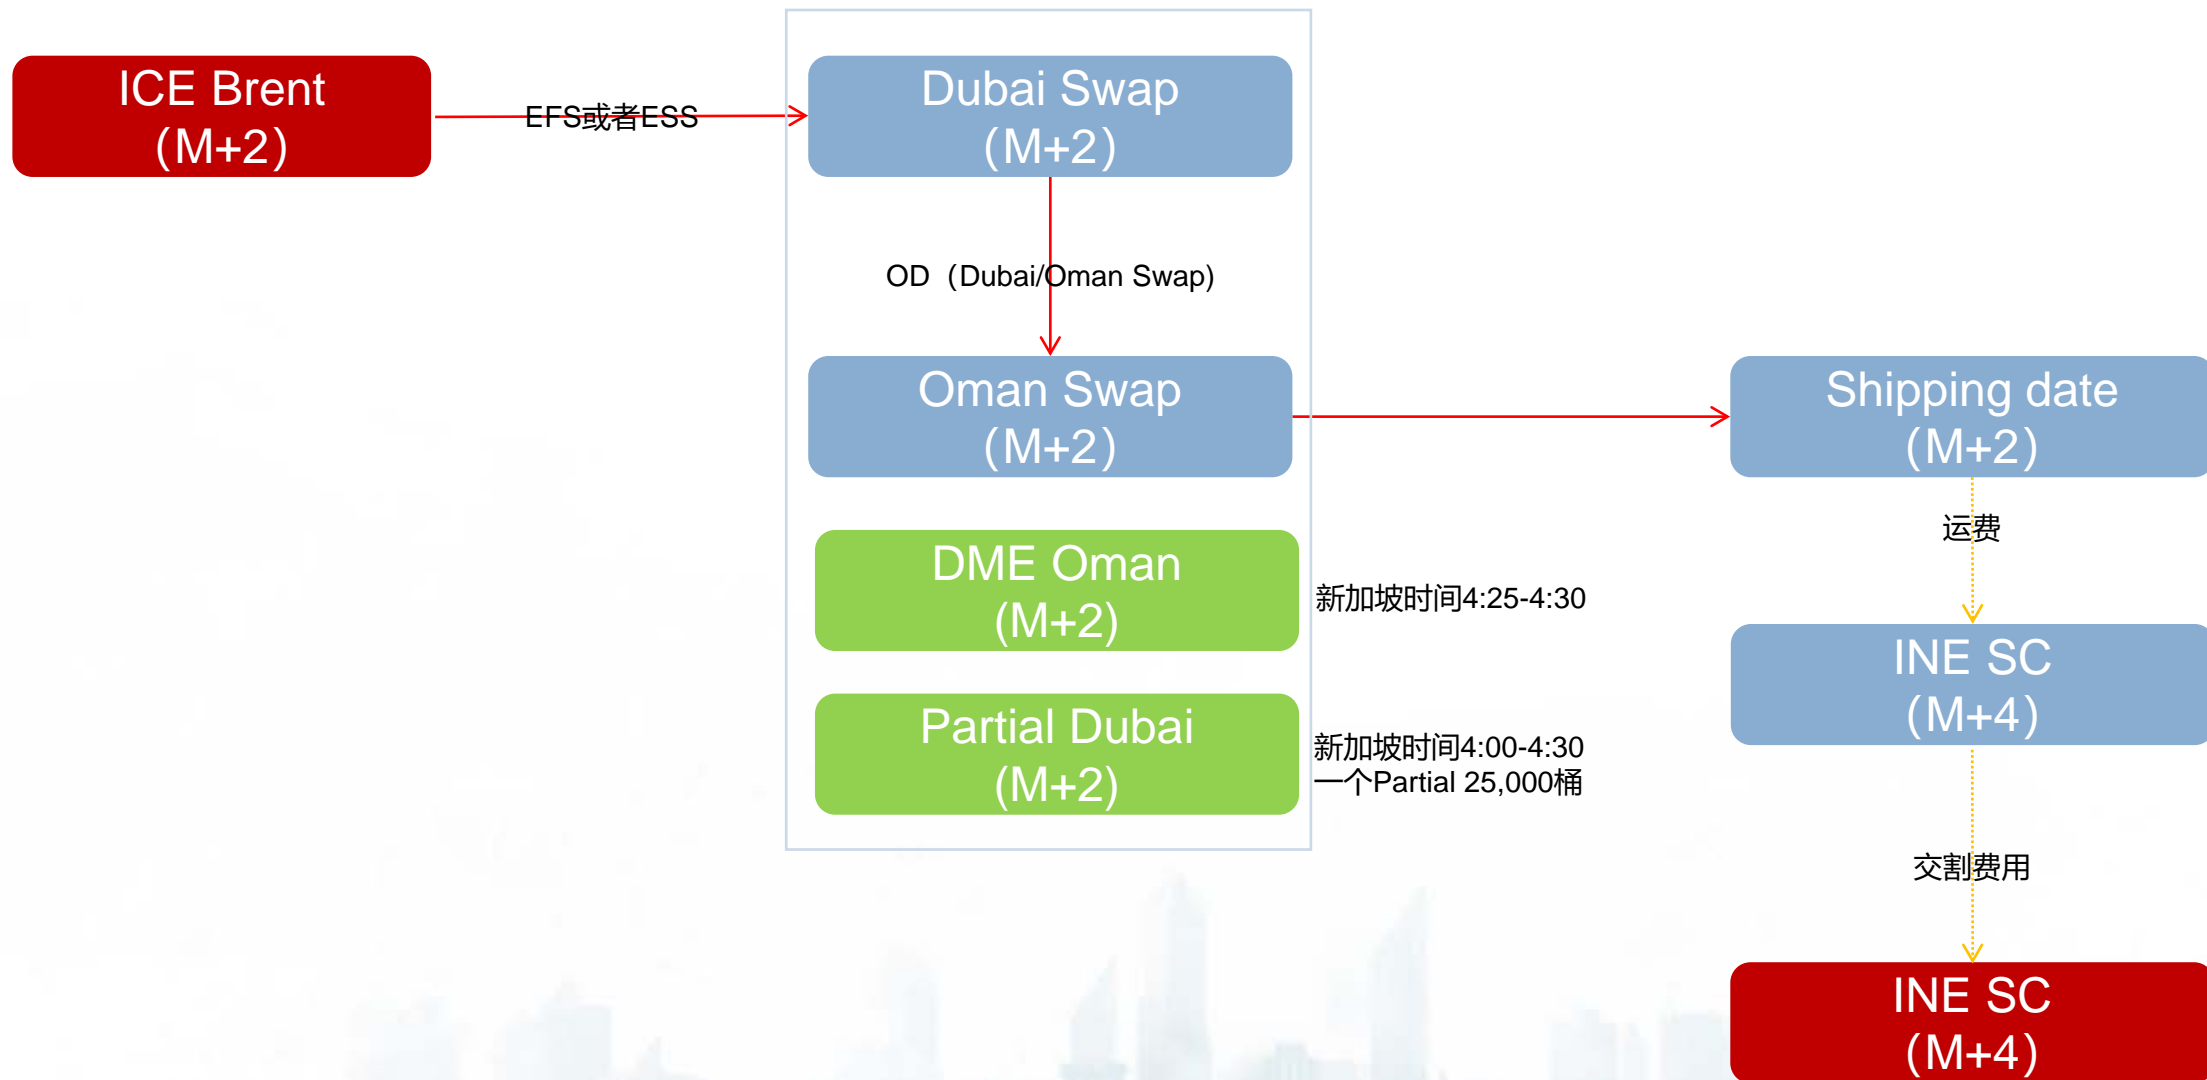 ICE Brent
（M+2）
EFS或者ESS
Dubai Swap
（M+2）
OD（Dubai/Oman Swap)
Oman Swap
（M+2）
Shipping date
（M+2）
运费
DME Oman
(M+2)
新加坡时间4:25-4:30
INE SC
（M+4）
Partial Dubai
(M+2)
新加坡时间4:00-4:30
一个Partial 25,000桶
交割费用
INE SC
（M+4）